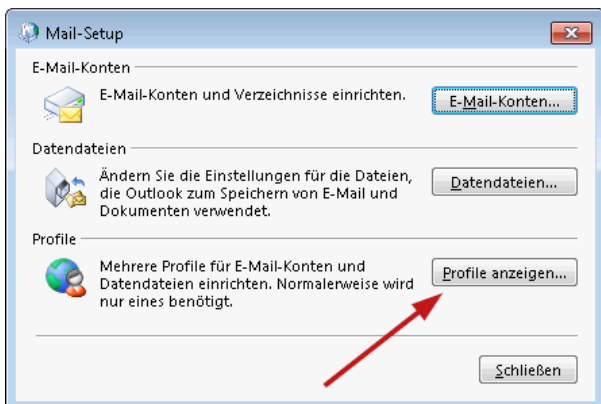 Mail-Setup
E-Mail-Konten
E-Mail-Konten und Verzeichnisse einrichten.
E-Mail-Konten...
Datendateien
Ändern Sie die Einstellungen für die Dateien,
die Outlook zum Speichern von E-Mail und
Dokumenten verwendet.
Datendateien...
Profile
Mehrere Profile für E-Mail-Konten und
Datendateien einrichten. Normalerweise wird
nur eines benötigt.
Profile anzeigen...
Schließen